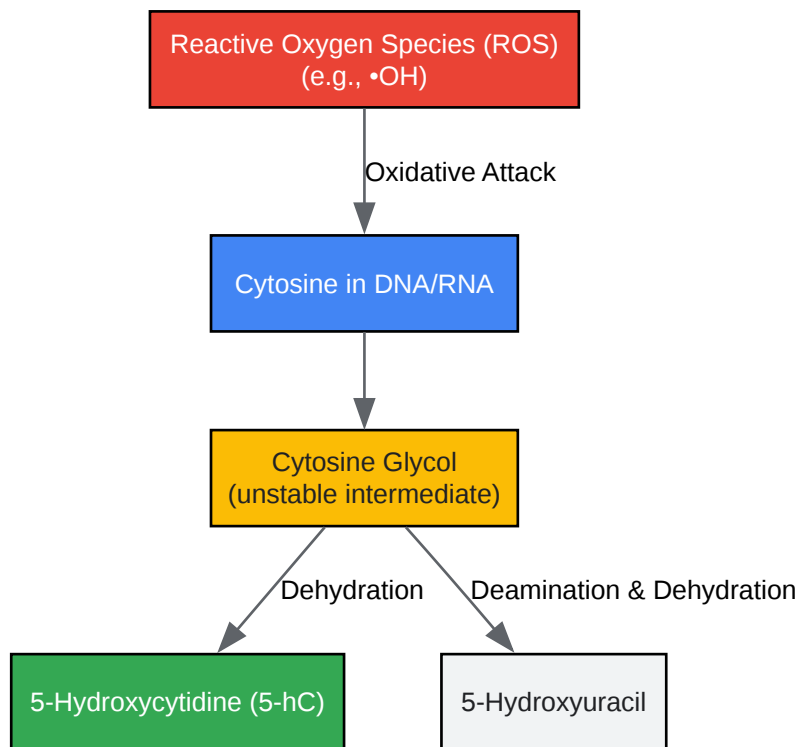 Reactive Oxygen Species (ROS)
(e.g., •OH)
Oxidative Attack
Cytosine in DNA/RNA
Cytosine Glycol
(unstable intermediate)
Dehydration
Deamination & Dehydration
5-Hydroxycytidine (5-hC)
5-Hydroxyuracil